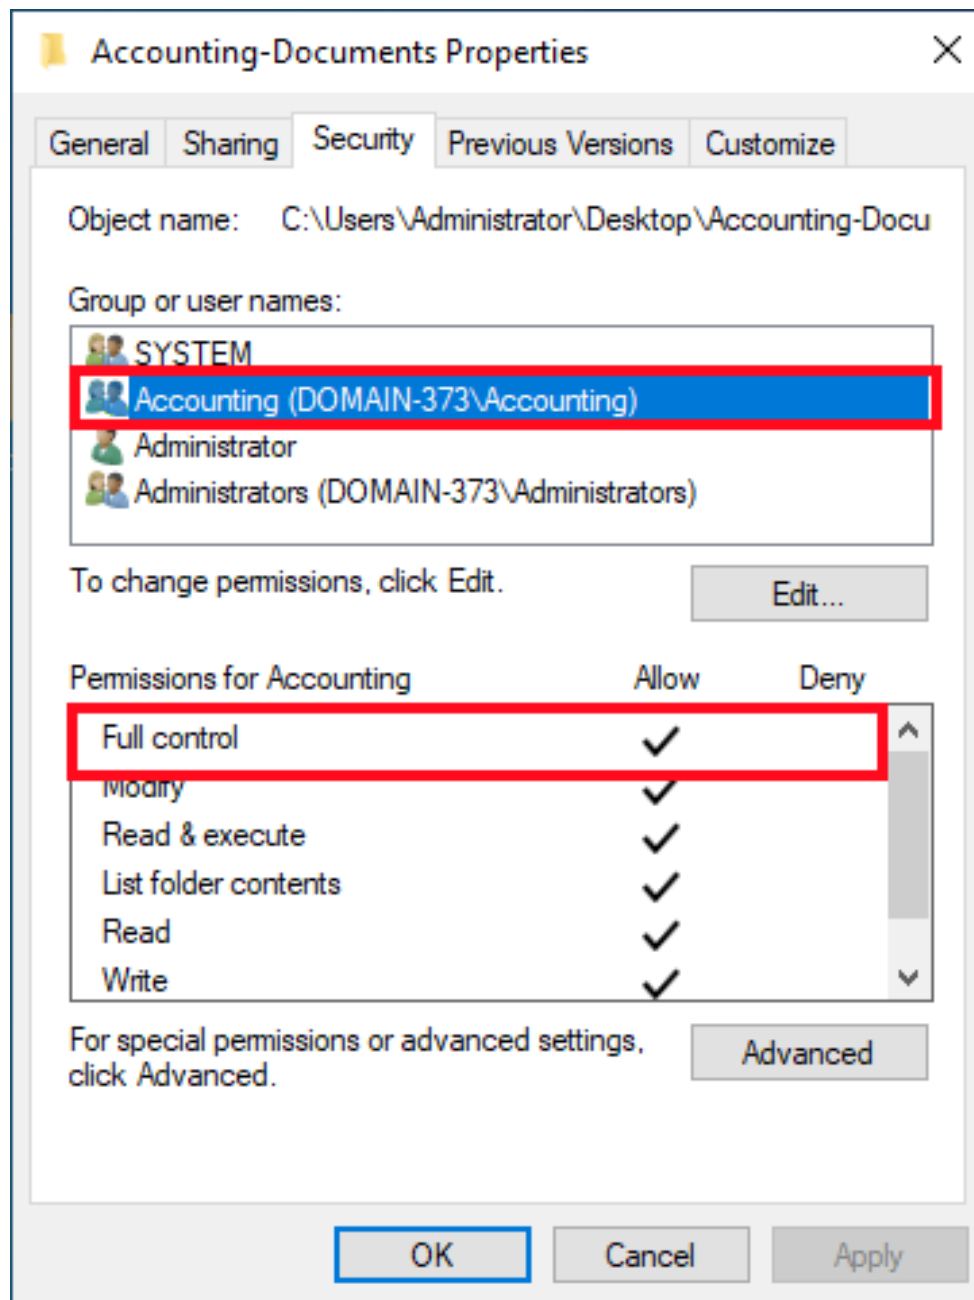 Accounting-Documents Properties
General Sharing Security Previous Versions Customize
Object name: C:\Users\Administrator\Desktop\Accounting-Docu
Group or user names:
SYSTEM
Accounting (DOMAIN-373\Accounting)
Administrator
Administrators (DOMAIN-373\Administrators)
To change permissions, click Edit.
Edit...
Permissions for Accounting Allow Deny
Full control
Modify
Read & execute
List folder contents
Read
Write
For special permissions or advanced settings,
click Advanced.
Advanced
OK Cancel Apply